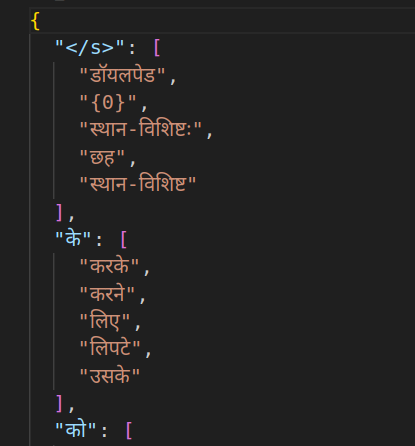 {
"</s>": [
"डॉयलपेड",
"{0}",
"स्थान-विशिष्टः",
"छह",
"स्थान-विशिष्ट"
],
"के": [
"करके",
"करने",
"लिए",
"लिपटे",
"उसके"
],
"को": [